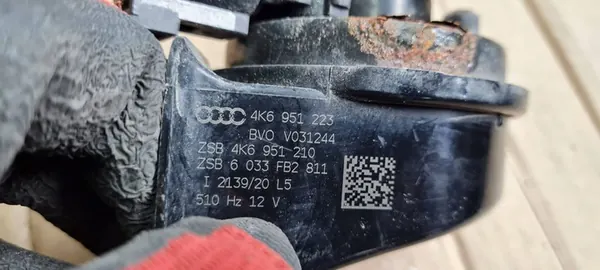 4K6 951 223
BVO V031244
ZSB 4K6 951 210
ZSB 6 033 FB2 811
I 2139/20 L5
510 Hz 12 V